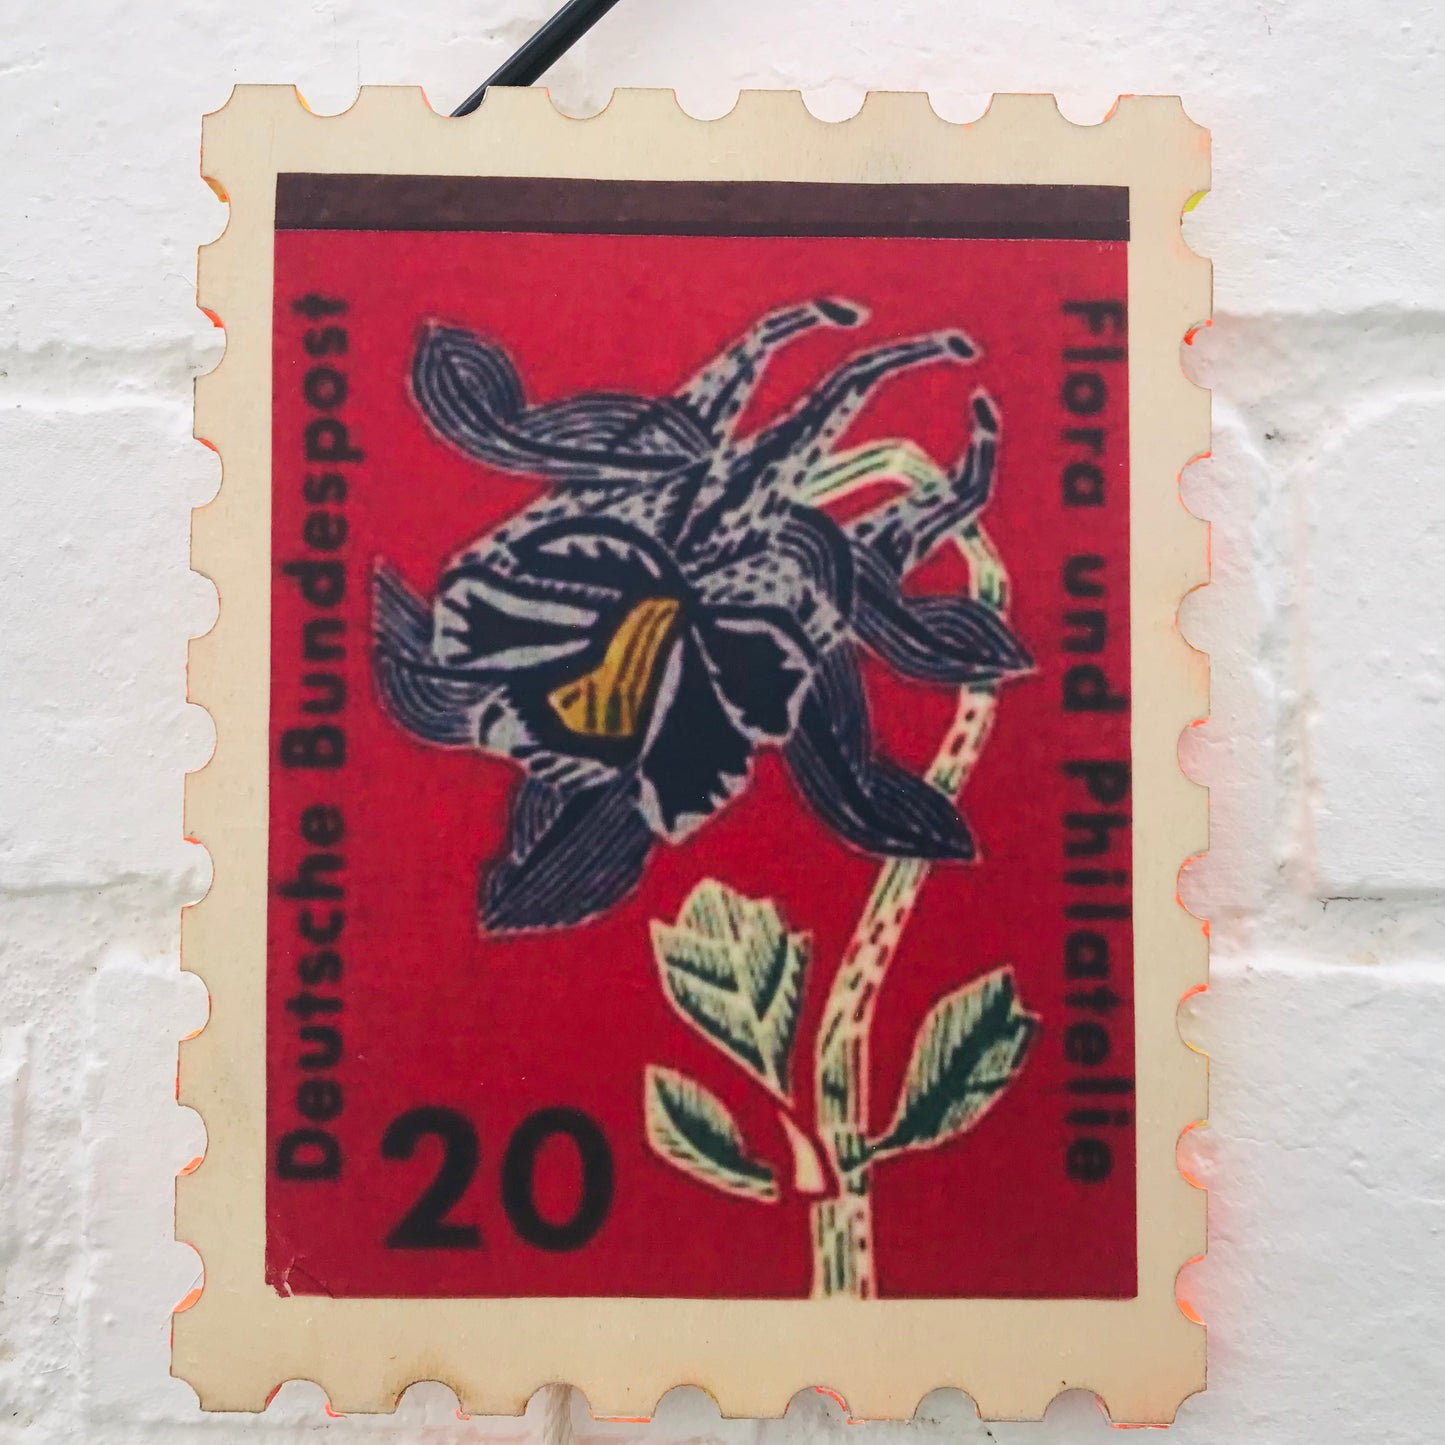 Deutsche Bundespost
Flora und Philatelie
20